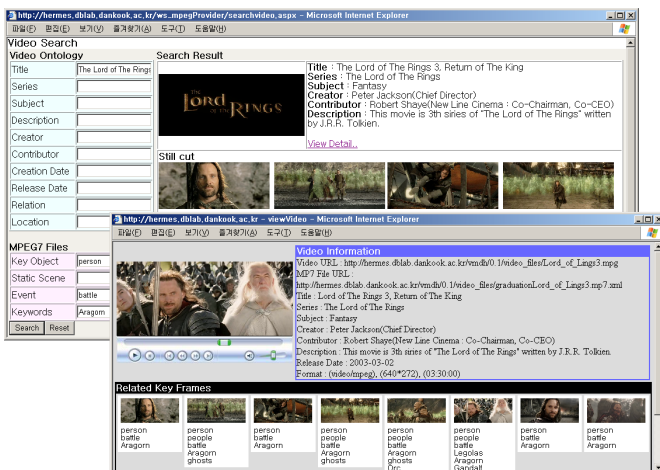 http://hermes,dblab,dankook,ac,kr/ws_mpegProvider/searchvideo,aspx - Microsoft Internet Explorer
파일(F) 편집(E) 보기(V) 즐겨찾기(A) 도구(T) 도움말(H)
Video Search
Video Ontology
Title The Lord of The Rings
Series
Subject
Description
Creator
Contributor
Creation Date
Release Date
Relation
Location
MPEG7 Files
Key Object person
Static Scene
Event battle
Keywords Aragorn
Search Reset
Search Result
the
Lord
of the
RINGS
Title : The Lord of The Rings 3, Return of The King
Series : The Lord of The Rings
Subject : Fantasy
Creator : Peter Jackson(Chief Director)
Contributor : Robert Shaye(New Line Cinema : Co-Chairman, Co-CEO)
Description : This movie is 3th siries of "The Lord of The Rings" written
by J.R.R. Tolkien.
View Detail..
Still cut
http://hermes,dblab,dankook,ac,kr - viewVideo - Microsoft Internet Explorer
파일(F) 편집(E) 보기(V) 즐겨찾기(A) 도구(T) 도움말(H)
Video Information
Video URL : http://hermes.dblab.dankook.ac.kr/vmdh/0.1/video_files/Lord_of_Lings3.mpg
MP7 File URL :
http://hermes.dblab.dankook.ac.kr/vmdh/0.1/video_files/graduationLord_of_Lings3.mp7.xml
Title : Lord of The Rings 3, Return of The King
Series : The Lord of The Rings
Subject : Fantasy
Creator : Peter Jackson(Chief Director)
Contributor : Robert Shaye(New Line Cinema : Co-Chairman, Co-CEO)
Description : This movie is 3th siries of "The Lord of The Rings" written by J.R.R. Tolkien.
Release Date : 2003-03-02
Format : (video/mpeg), (640*272), (03:30:00)
Related Key Frames
person
battle
Aragorn
person
people
battle
Aragorn
ghosts
person
battle
Aragorn
person
people
battle
Aragorn
ghosts
person
people
battle
Aragorn
ghosts
Orc
person
people
battle
Legolas
Aragorn
Gandalf
person
battle
Aragorn
person
battle
Aragorn